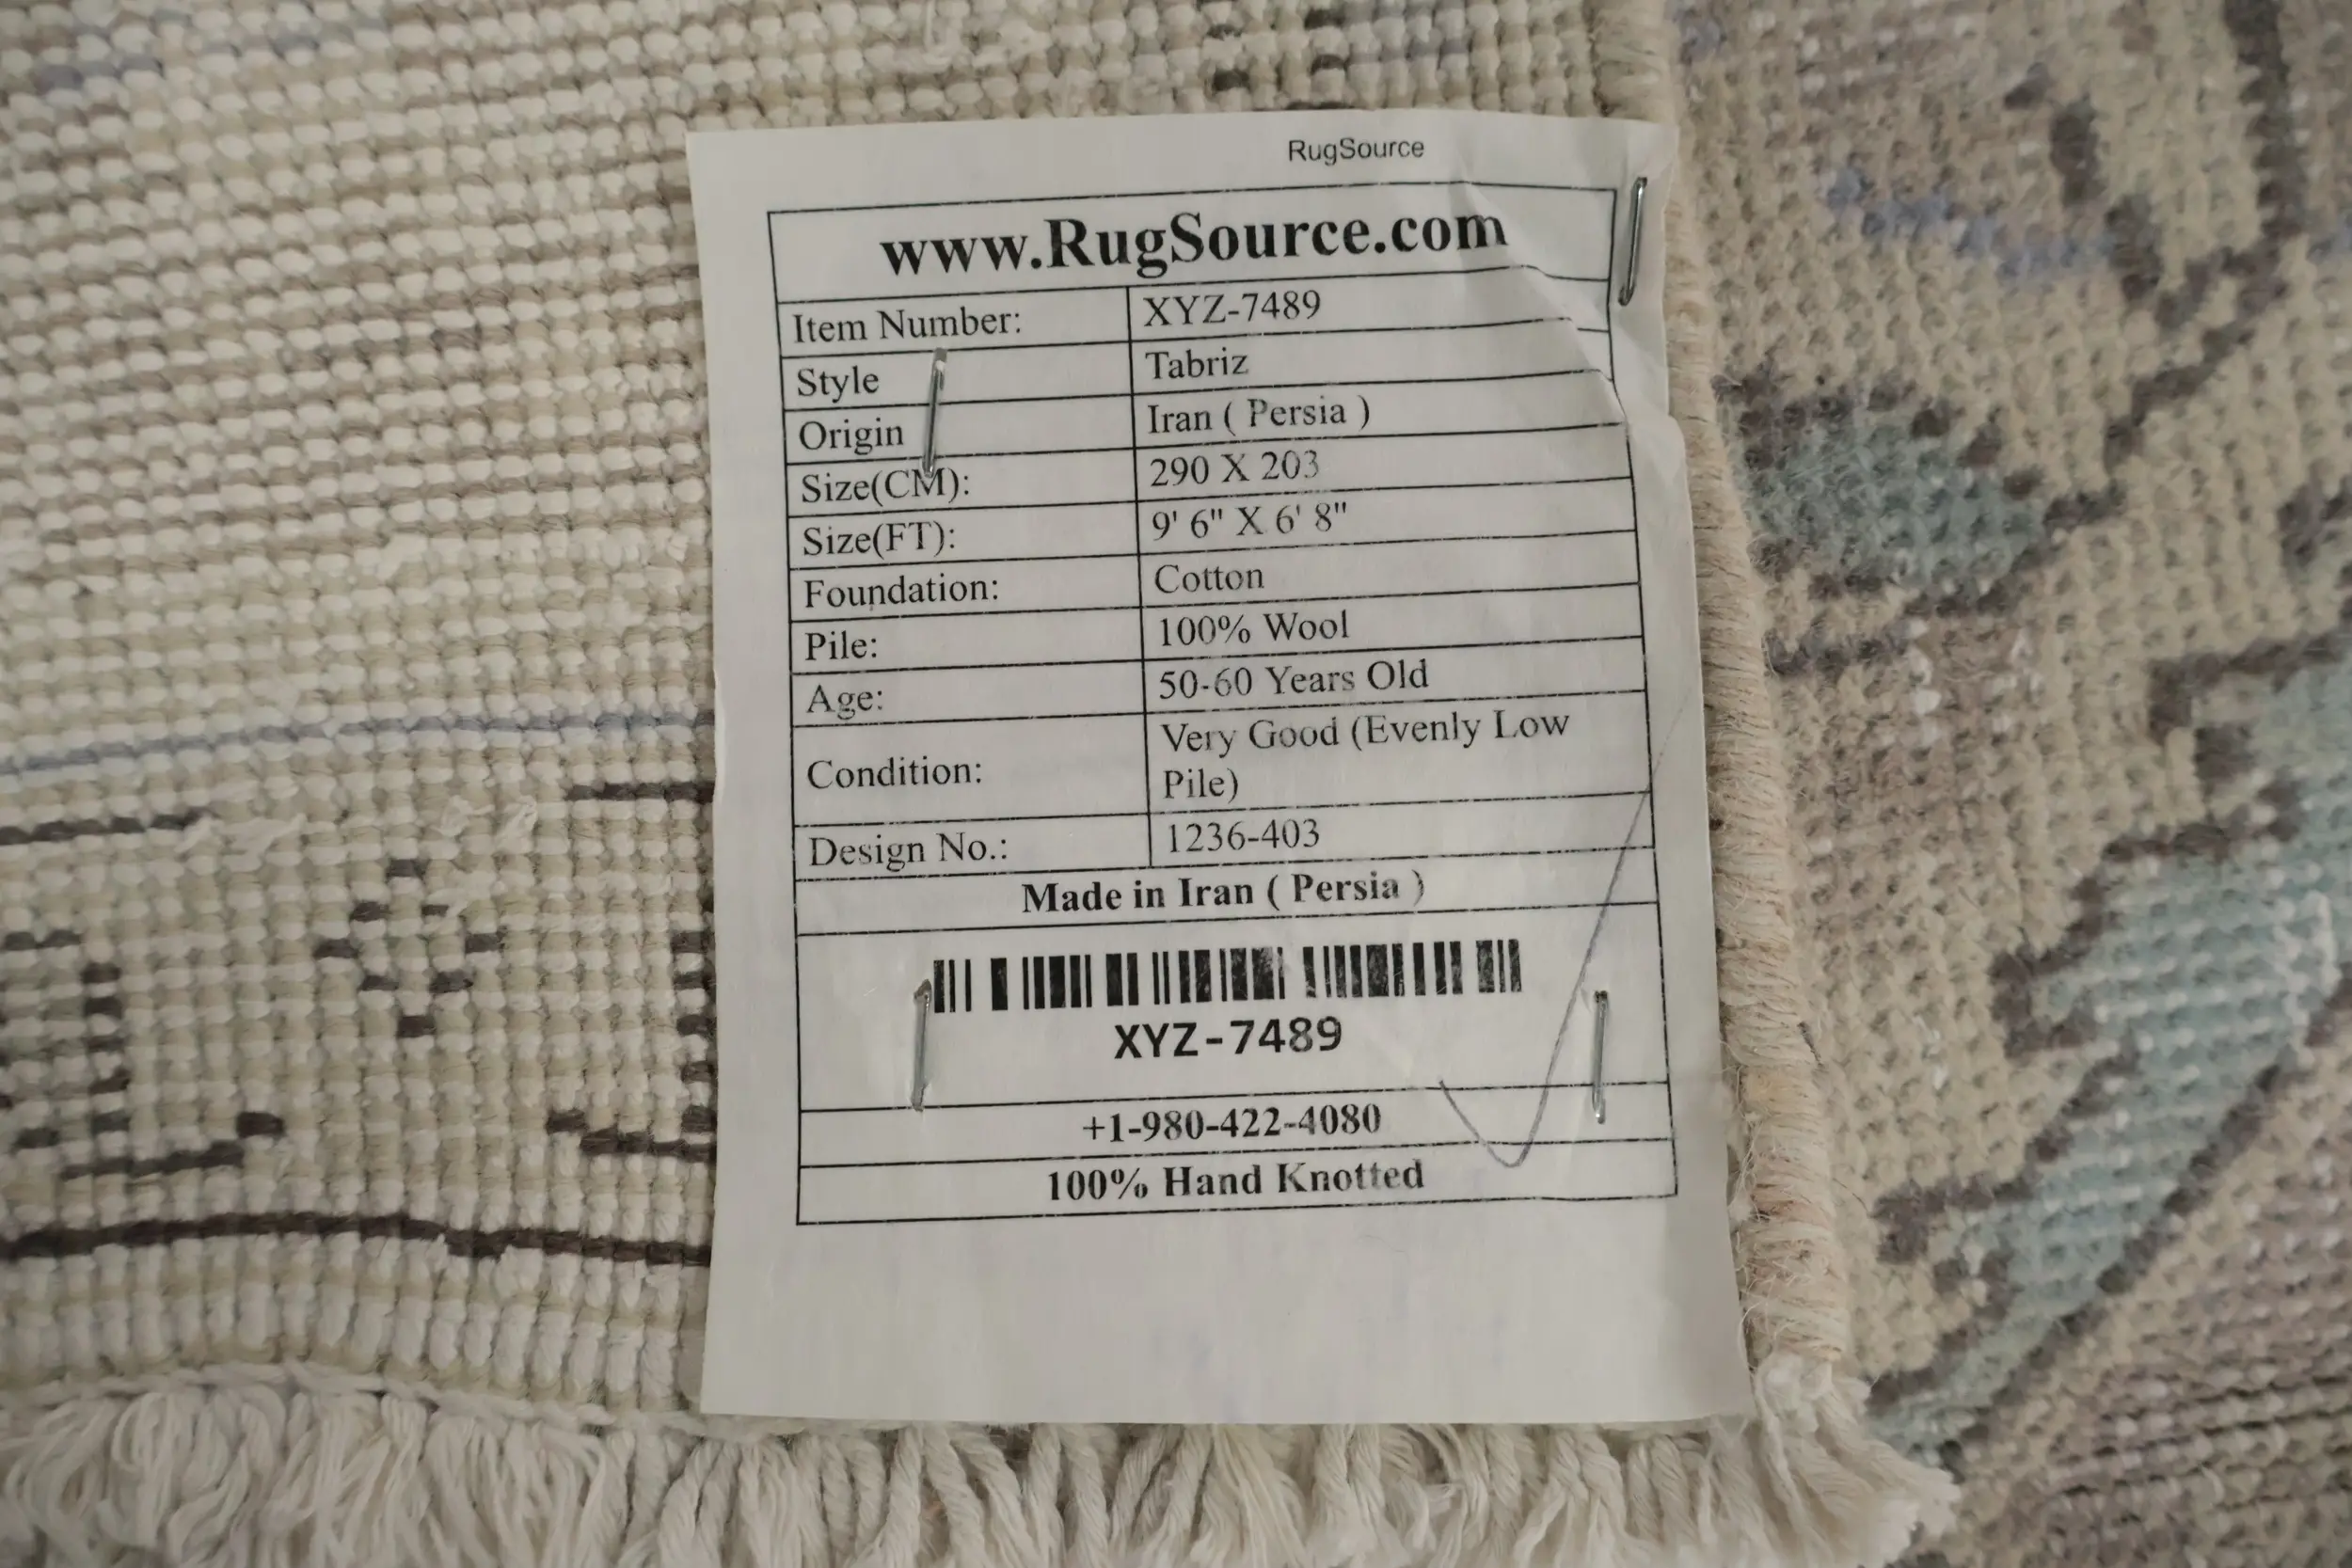 RugSource
www.RugSource.com
Item Number: XYZ-7489
Style Tabriz
Origin Iran ( Persia )
Size(CM): 290 X 203
Size(FT): 9' 6" X 6' 8"
Foundation: Cotton
Pile: 100% Wool
Age: 50-60 Years Old
Condition: Very Good (Evenly Low
Pile)
Design No.: 1236-403
Made in Iran ( Persia )
XYZ-7489
+1-980-422-4080
100% Hand Knotted